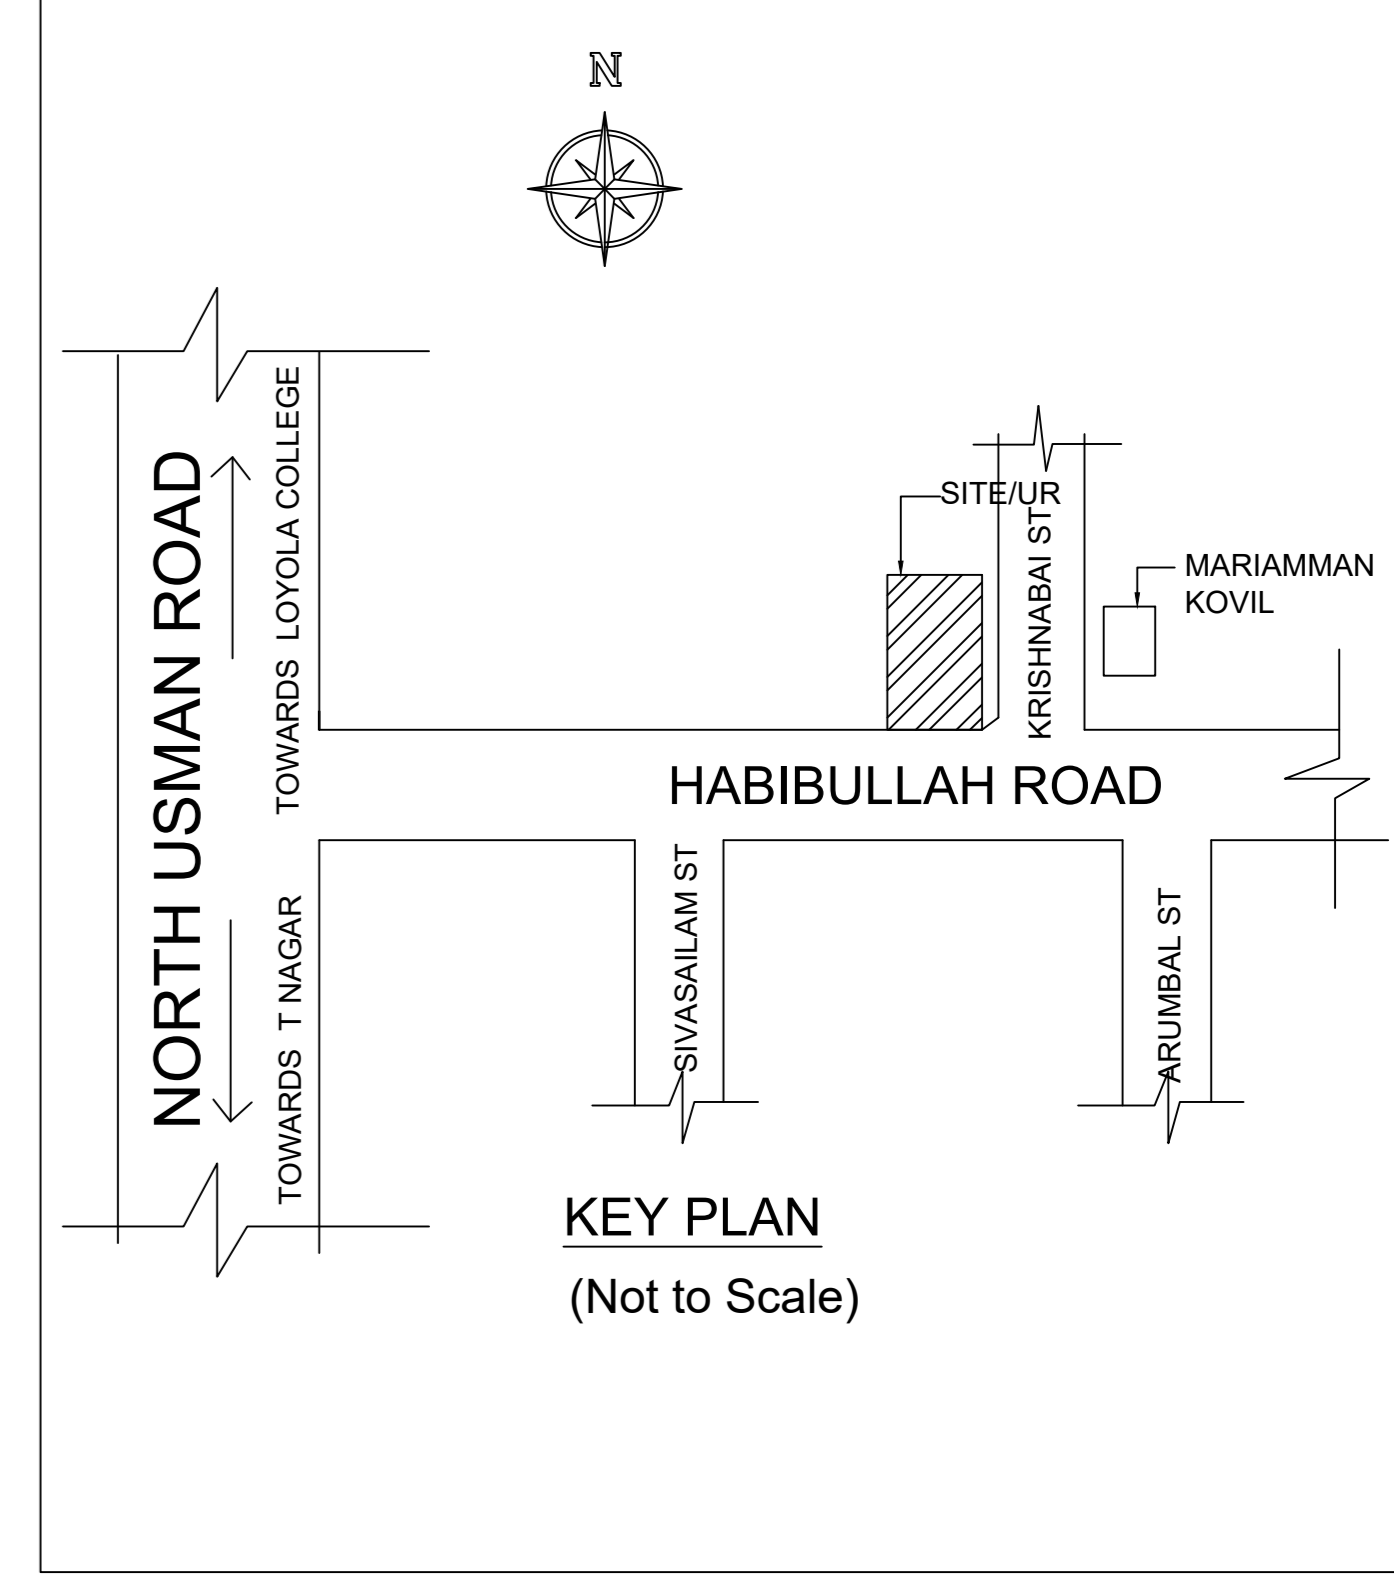 N
TOWARDS LOYOLA COLLEGE
NORTH USMAN ROAD
SITE/UR
KRISHNABAI ST
MARIAMMAN
KOVIL
HABIBULLAH ROAD
SIVASAILAM ST
ARUMBAL ST
TOWARDS T NAGAR
KEY PLAN
(Not to Scale)